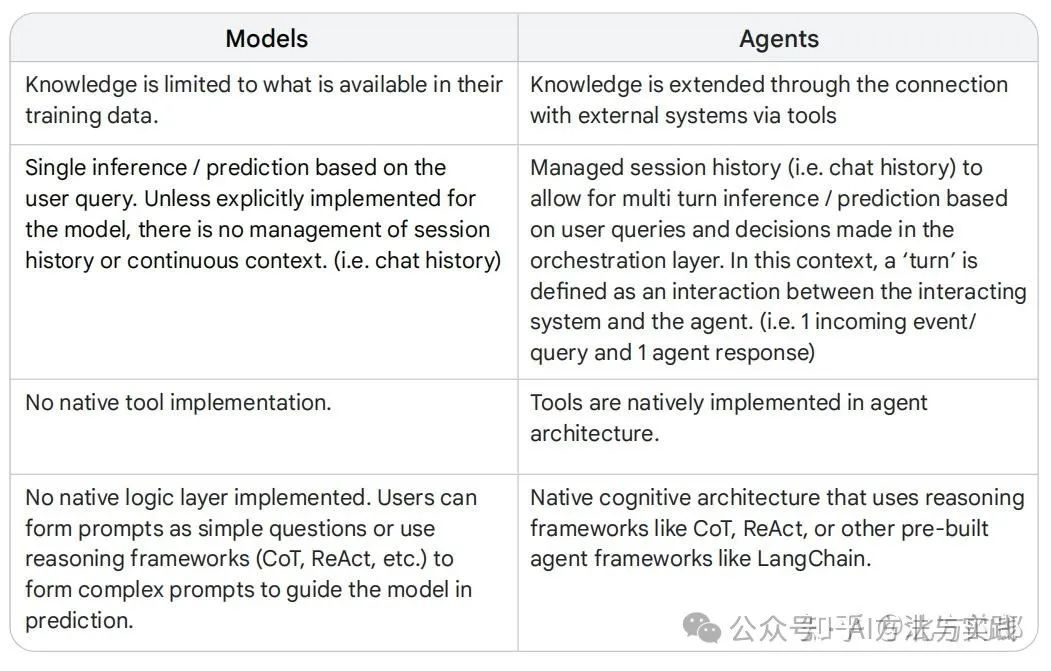 Models
Agents
Knowledge is limited to what is available in their
training data.
Knowledge is extended through the connection
with external systems via tools
Single inference / prediction based on the
user query. Unless explicitly implemented for
the model, there is no management of session
history or continuous context. (i.e. chat history)
Managed session history (i.e. chat history) to
allow for multi turn inference / prediction based
on user queries and decisions made in the
orchestration layer. In this context, a ‘turn’ is
defined as an interaction between the interacting
system and the agent. (i.e. 1 incoming event/
query and 1 agent response)
No native tool implementation.
Tools are natively implemented in agent
architecture.
No native logic layer implemented. Users can
form prompts as simple questions or use
reasoning frameworks (CoT, ReAct, etc.) to
form complex prompts to guide the model in
prediction.
Native cognitive architecture that uses reasoning
frameworks like CoT, ReAct, or other pre-built
agent frameworks like LangChain.
公众号